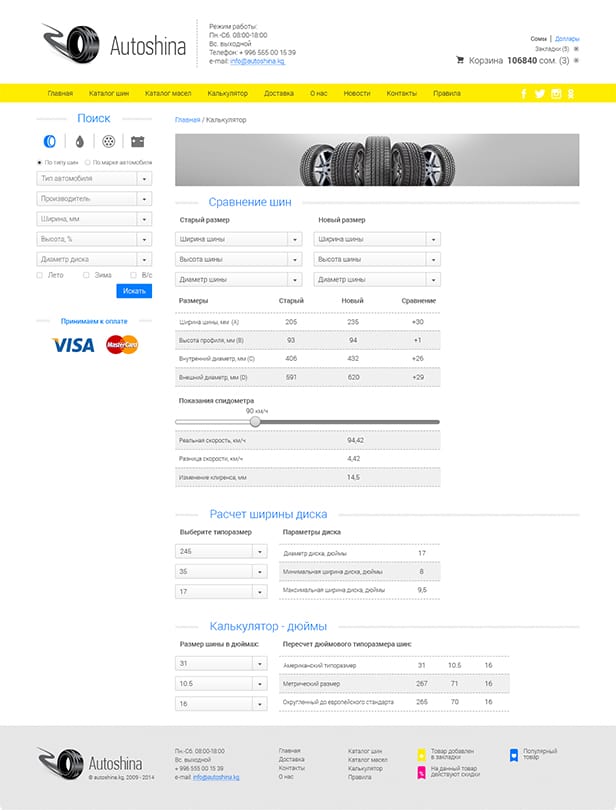 Autoshina
Режим работы:
Пн.-Сб. 08:00-18:00
Вс. выходной
Телефон: + 996 555 00 15 39
e-mail: info@autoshina.kg
Сомы | Доллары
Закладки (5)
Корзина 106840 сом. (3)
Главная Каталог шин Каталог масел Калькулятор Доставка О нас Новости Контакты Правила
Поиск
По типу шин По марке автомобиля
Тип автомобиля
Производитель
Ширина, мм
Высота, %
Диаметр диска
Лето Зима В/с
Искать
Принимаем к оплате
VISA MasterCard
Главная / Калькулятор
Сравнение шин
Старый размер Новый размер
Ширина шины Ширина шины
Высота шины Высота шины
Диаметр шины Диаметр шины
Размеры Старый Новый Сравнение
Ширина шины, мм (А) 205 235 +30
Высота профиля, мм (В) 93 94 +1
Внутренний диаметр, мм (С) 406 432 +26
Внешний диаметр, мм (D) 591 620 +29
Показания спидометра
90 км/ч
Реальная скорость, км/ч 94,42
Разница скорости, км/ч 4,42
Изменение клиренса, мм 14,5
Расчет ширины диска
Выберите типоразмер Параметры диска
245
35
17
Диаметр диска, дюймы 17
Минимальная ширина диска, дюймы 8
Максимальная ширина диска, дюймы 9,5
Калькулятор - дюймы
Размер шины в дюймах: Пересчет дюймового типоразмера шин:
31
10.5
16
Американский типоразмер 31 10.5 16
Метрический размер 267 71 16
Округленный до европейского стандарта 265 70 16
Autoshina
© autoshina.kg, 2009 - 2014
Пн.-Сб. 08:00-18:00
Вс. выходной
+ 996 555 00 15 39
e-mail: info@autoshina.kg
Главная
Доставка
Контакты
О нас
Каталог шин
Каталог масел
Калькулятор
Правила
Товар добавлен
в закладки
На данный товар
действуют скидки
Популярный
товар